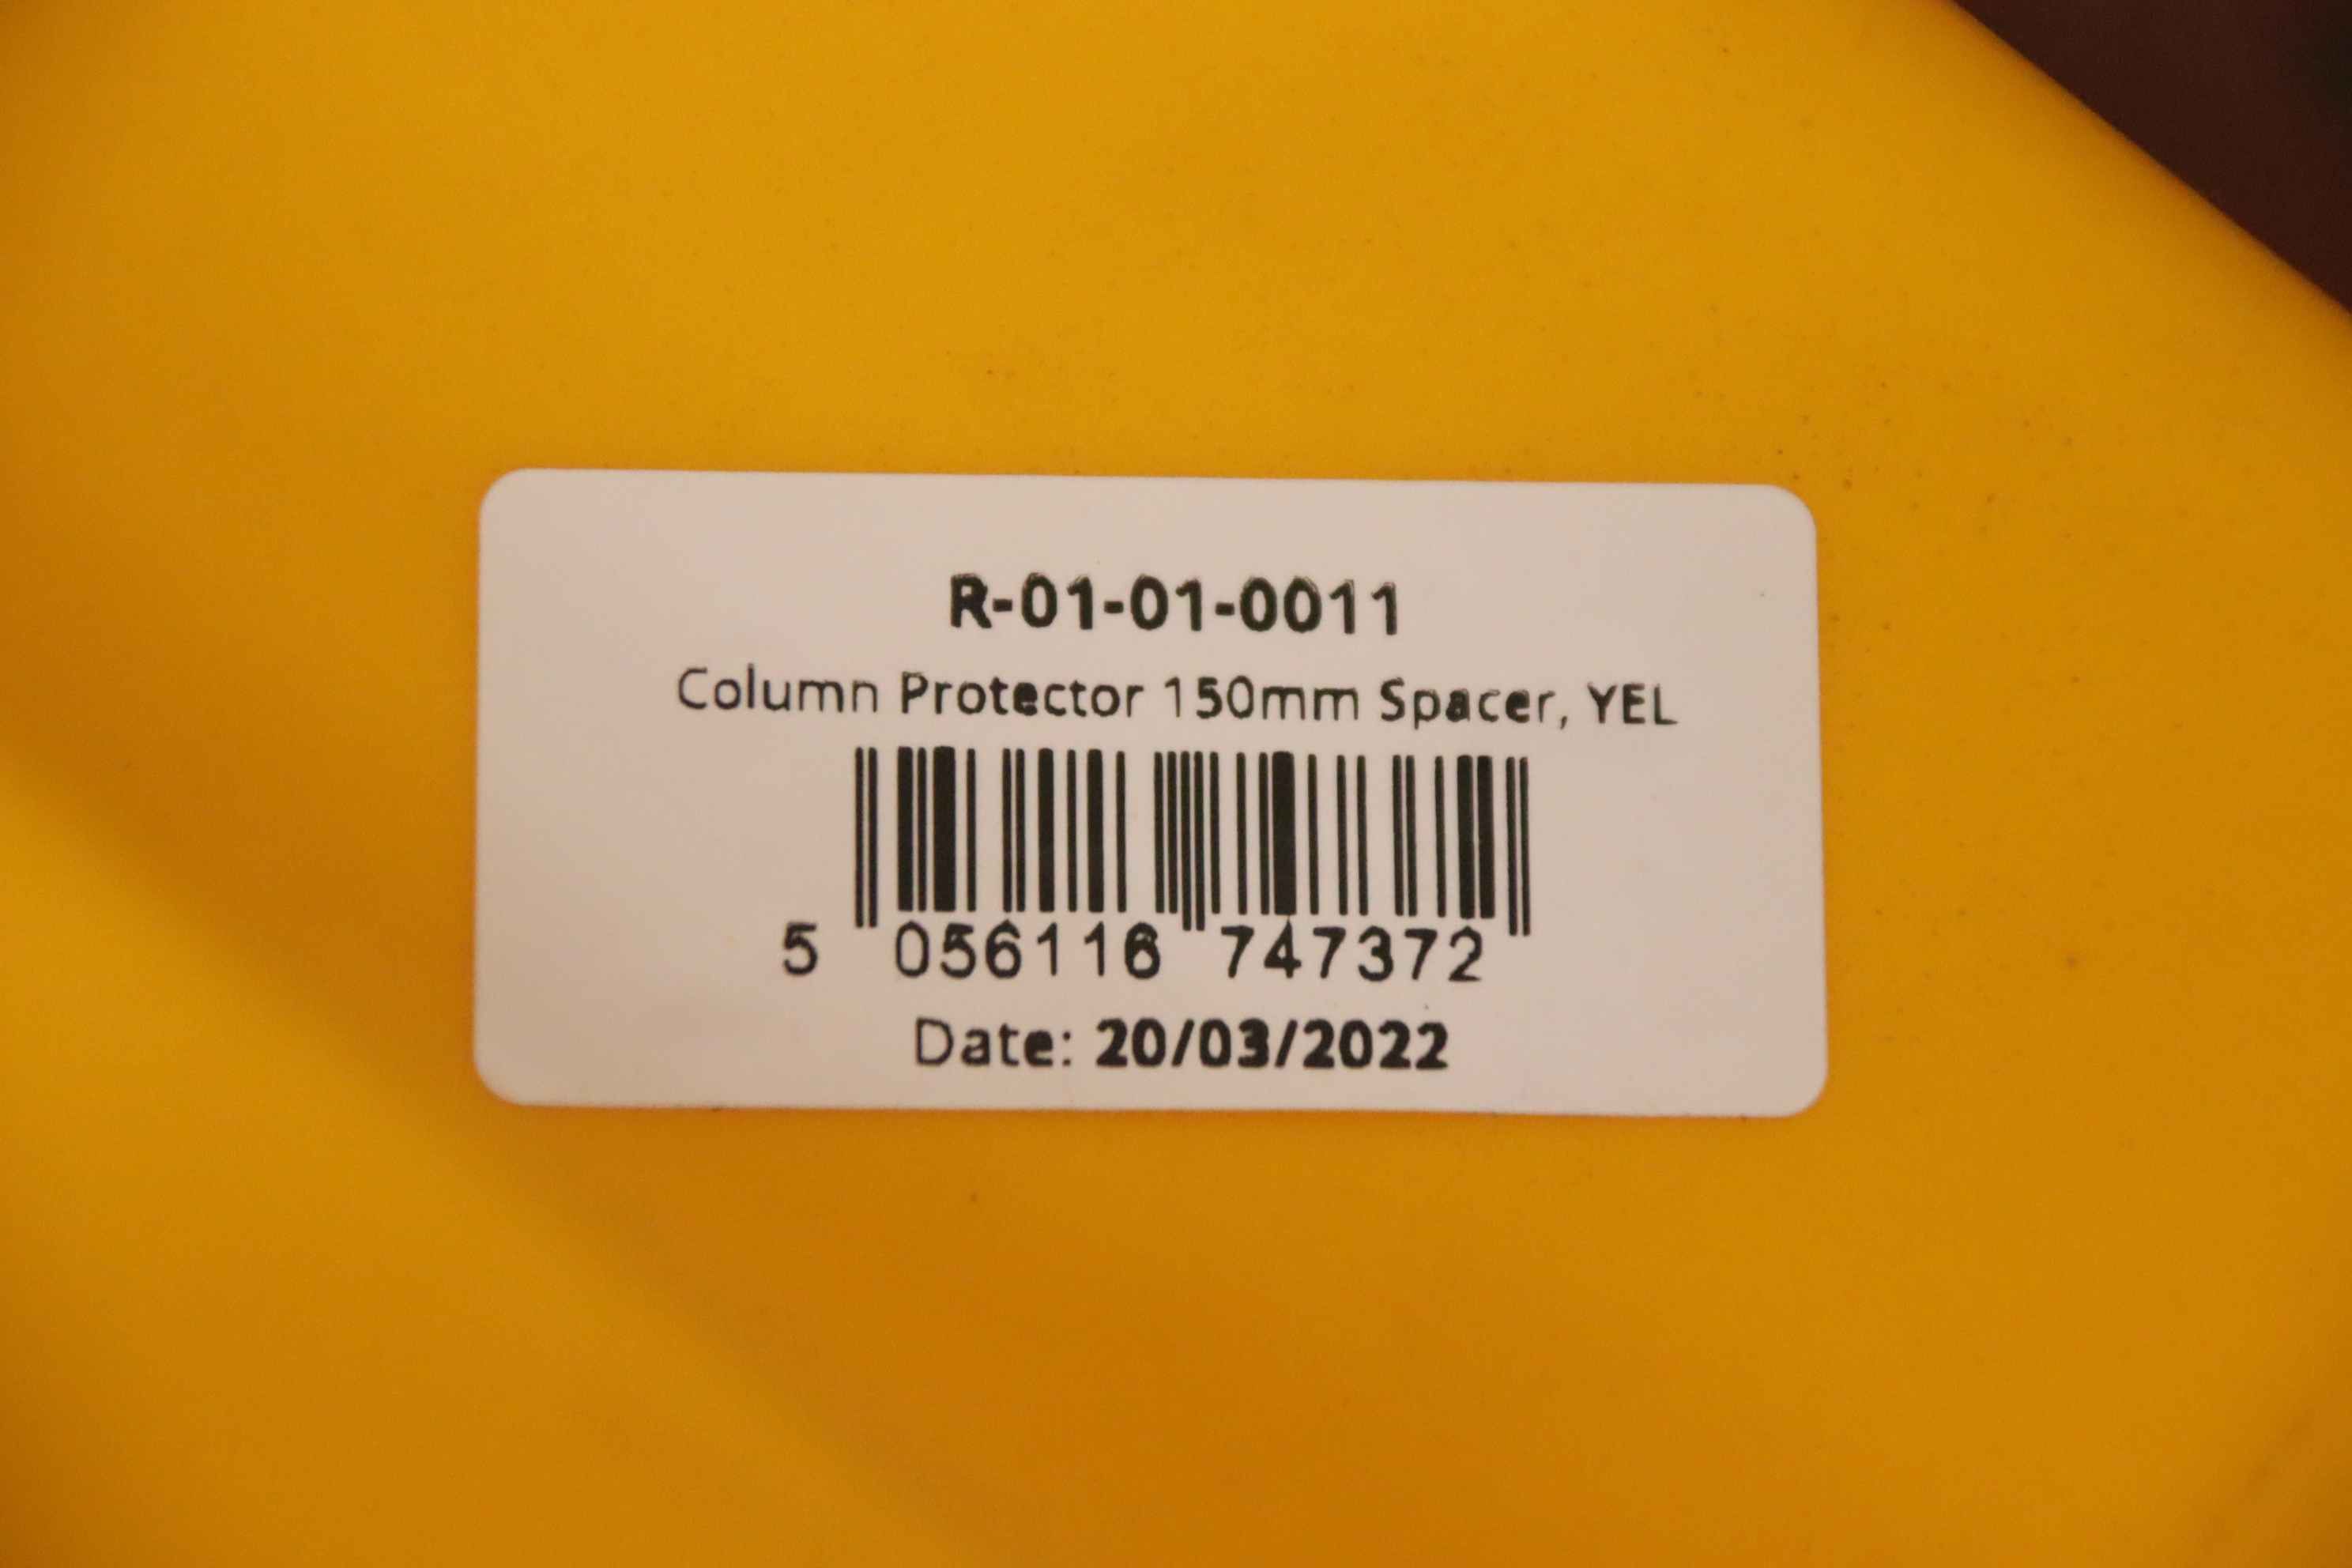 R-01-01-0011
Column Protector 150mm Spacer, YEL
5 056116 747372
Date: 20/03/2022